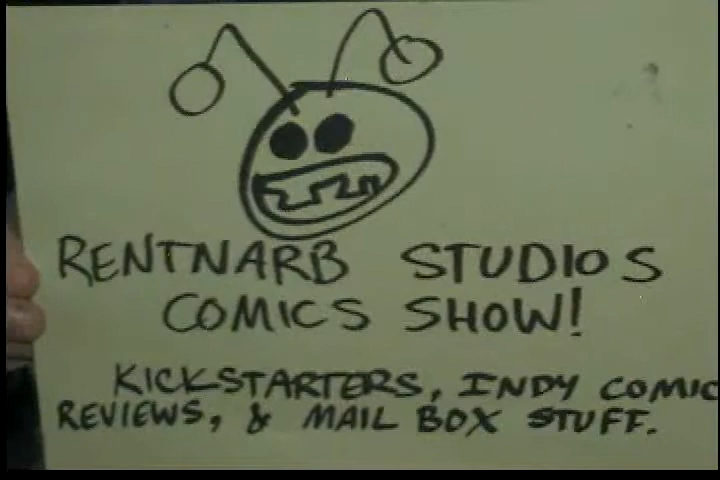 RENTNARB STUDIOS
COMICS SHOW!
KICKSTARTERS, INDY COMIC
REVIEWS, & MAIL BOX STUFF.